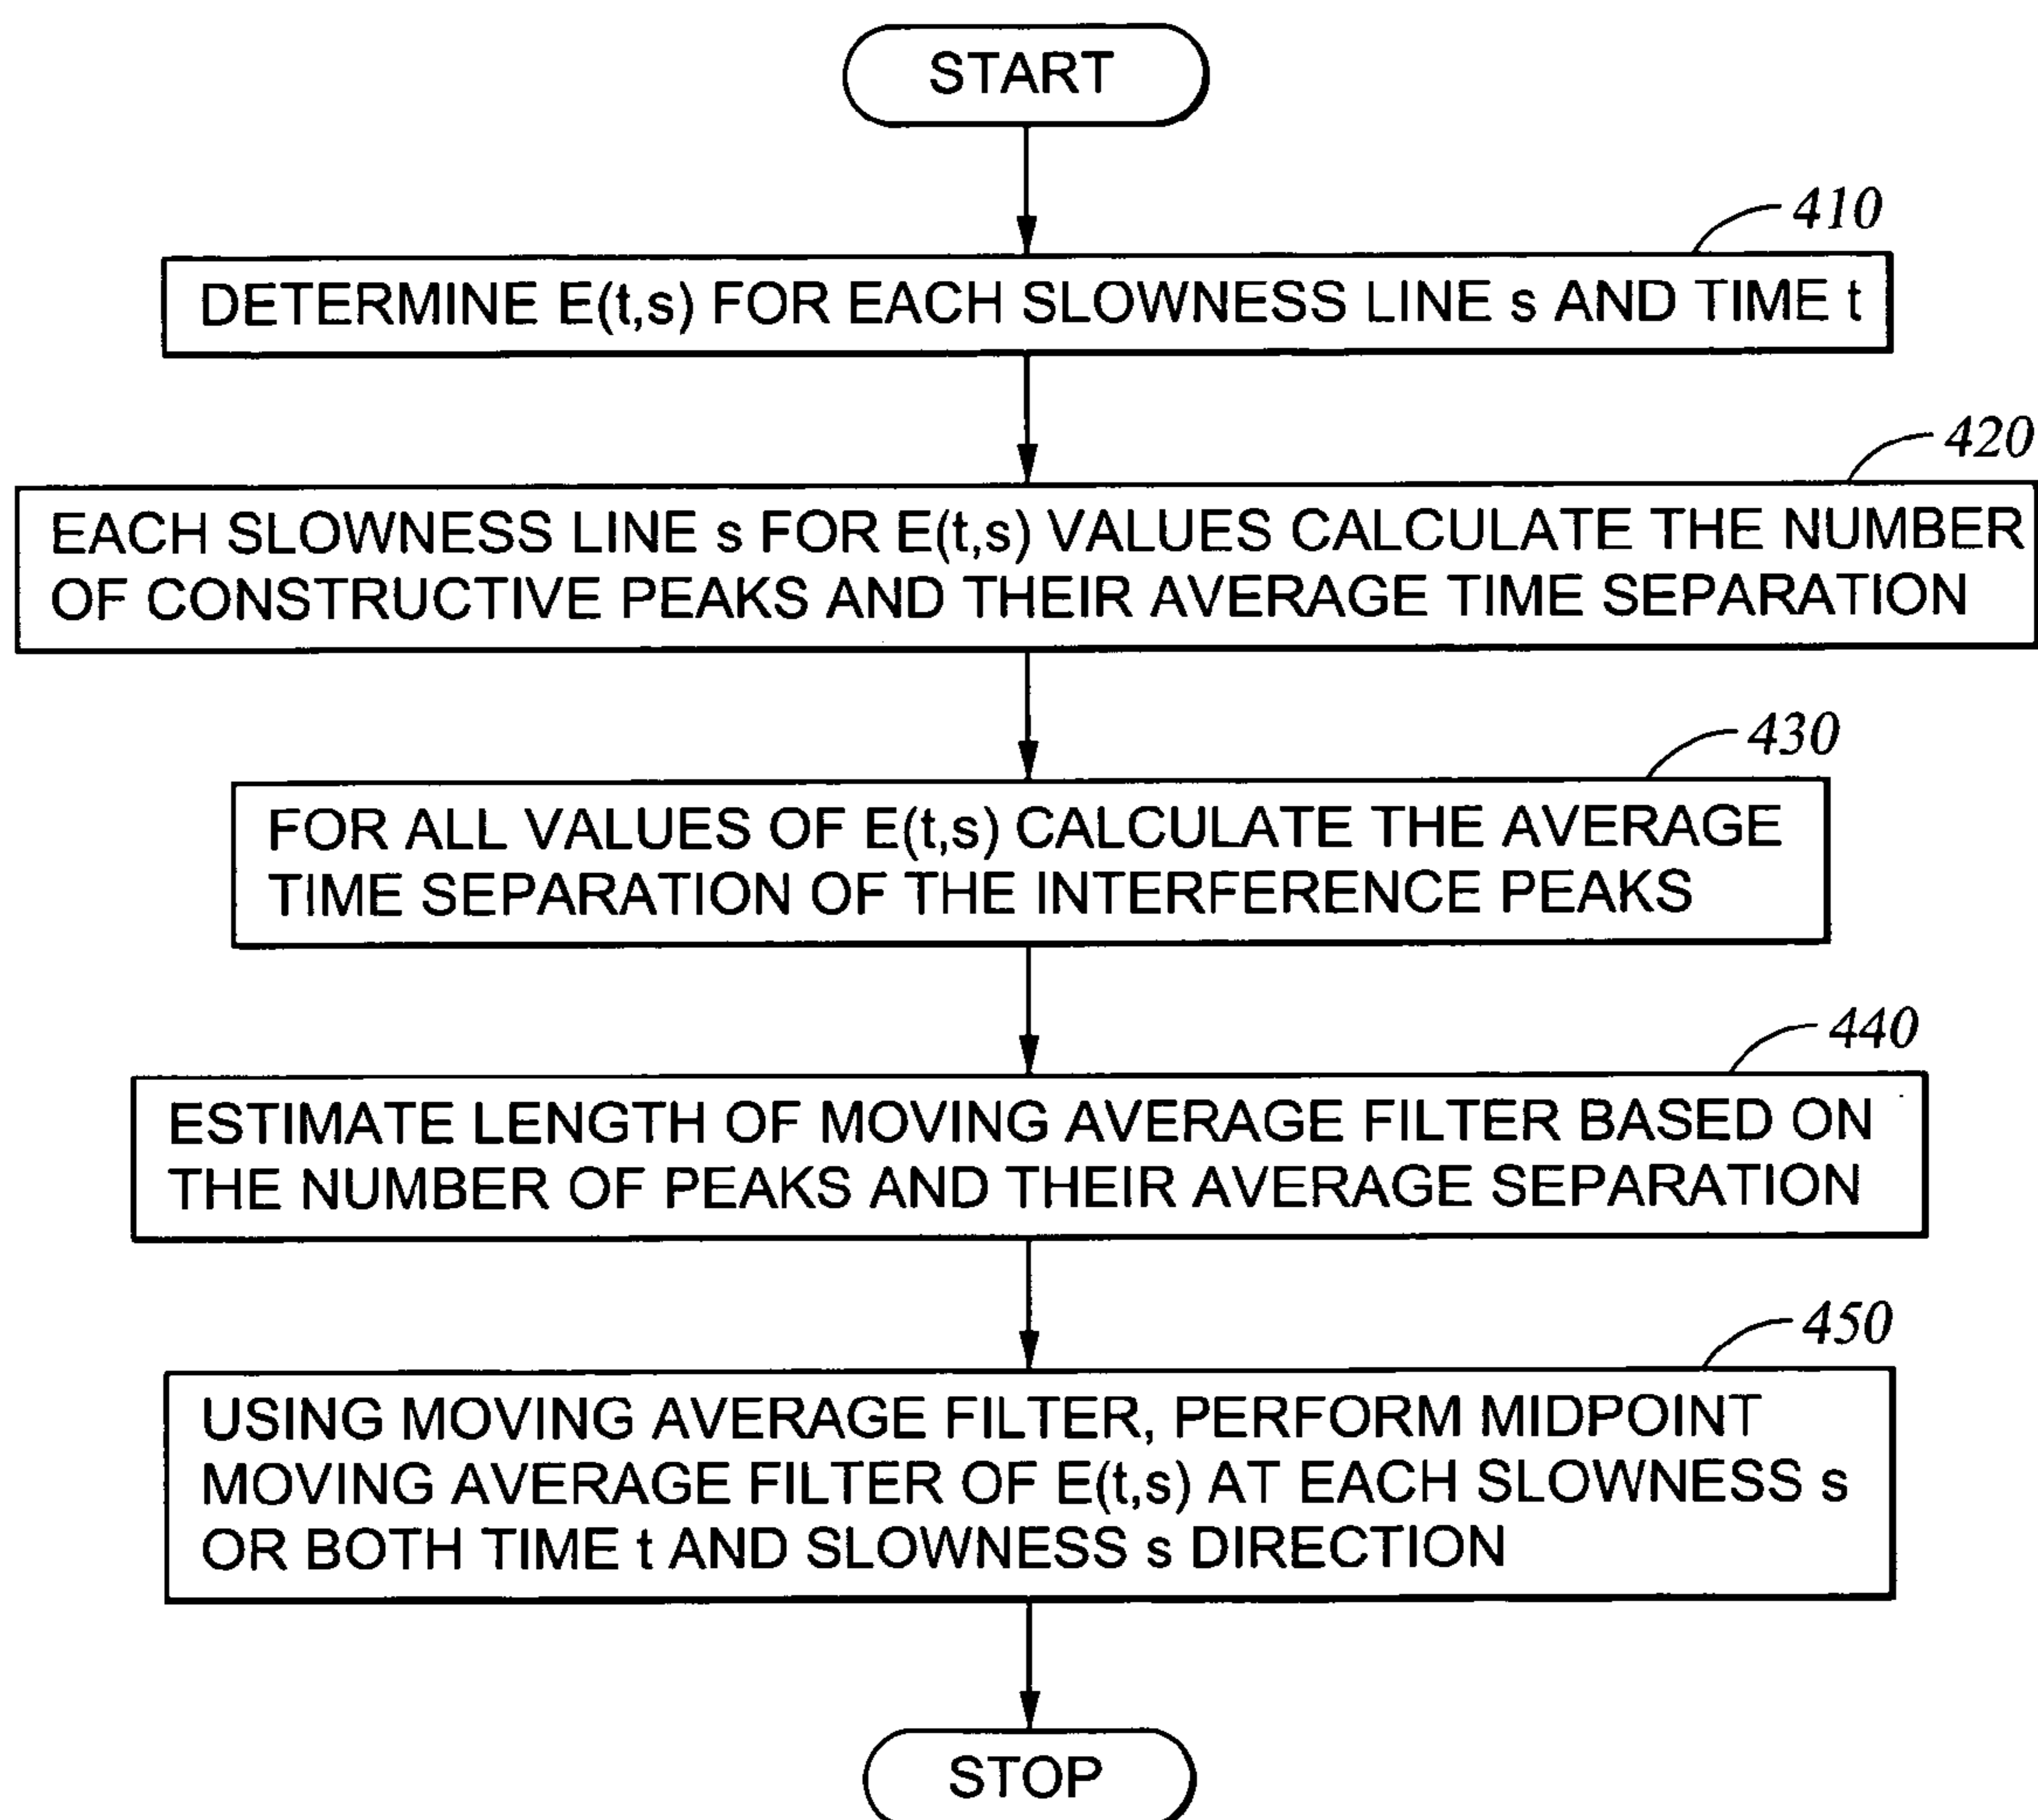 START
410
DETERMINE E(t,s) FOR EACH SLOWNESS LINE s AND TIME t
420
EACH SLOWNESS LINE s FOR E(t,s) VALUES CALCULATE THE NUMBER
OF CONSTRUCTIVE PEAKS AND THEIR AVERAGE TIME SEPARATION
430
FOR ALL VALUES OF E(t,s) CALCULATE THE AVERAGE
TIME SEPARATION OF THE INTERFERENCE PEAKS
440
ESTIMATE LENGTH OF MOVING AVERAGE FILTER BASED ON
THE NUMBER OF PEAKS AND THEIR AVERAGE SEPARATION
450
USING MOVING AVERAGE FILTER, PERFORM MIDPOINT
MOVING AVERAGE FILTER OF E(t,s) AT EACH SLOWNESS s
OR BOTH TIME t AND SLOWNESS s DIRECTION
STOP